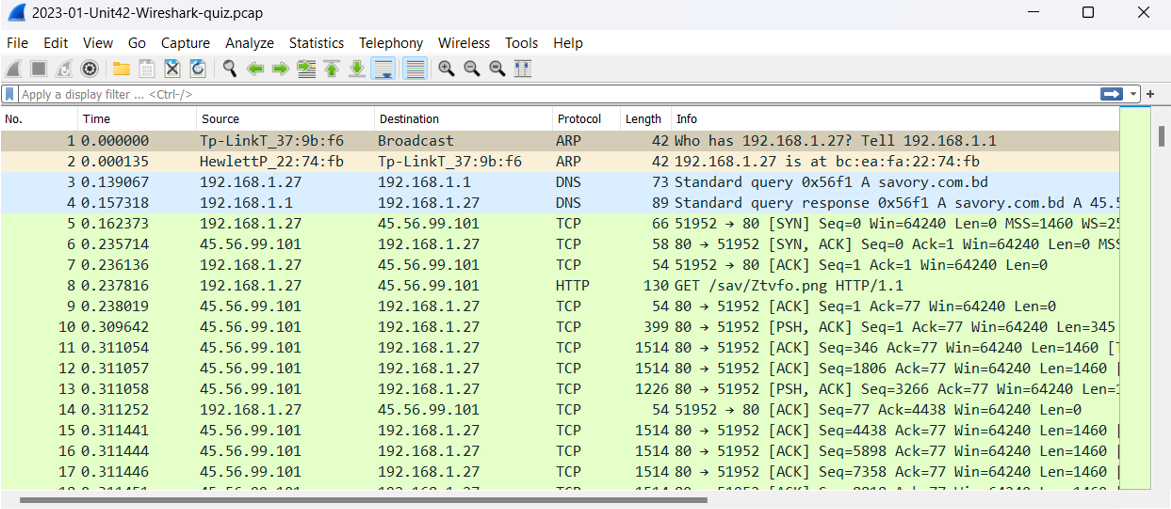 2023-01-Unit42-Wireshark-quiz.pcap
File Edit View Go Capture Analyze Statistics Telephony Wireless Tools Help
Apply a display filter ... <Ctrl-/>
No. Time Source Destination Protocol Length Info
1 0.000000 Tp-LinkT_37:9b:f6 Broadcast ARP 42 Who has 192.168.1.27? Tell 192.168.1.1
2 0.000135 HewlettP_22:74:fb Tp-LinkT_37:9b:f6 ARP 42 192.168.1.27 is at bc:ea:fa:22:74:fb
3 0.139067 192.168.1.27 192.168.1.1 DNS 73 Standard query 0x56f1 A savory.com.bd
4 0.157318 192.168.1.1 192.168.1.27 DNS 89 Standard query response 0x56f1 A savory.com.bd A 45.5
5 0.162373 192.168.1.27 45.56.99.101 TCP 66 51952 → 80 [SYN] Seq=0 Win=64240 Len=0 MSS=1460 WS=25
6 0.235714 45.56.99.101 192.168.1.27 TCP 58 80 → 51952 [SYN, ACK] Seq=0 Ack=1 Win=64240 Len=0 MSS
7 0.236136 192.168.1.27 45.56.99.101 TCP 54 51952 → 80 [ACK] Seq=1 Ack=1 Win=64240 Len=0
8 0.237816 192.168.1.27 45.56.99.101 HTTP 130 GET /sav/Ztvfo.png HTTP/1.1
9 0.238019 45.56.99.101 192.168.1.27 TCP 54 80 → 51952 [ACK] Seq=1 Ack=77 Win=64240 Len=0
10 0.309642 45.56.99.101 192.168.1.27 TCP 399 80 → 51952 [PSH, ACK] Seq=1 Ack=77 Win=64240 Len=345
11 0.311054 45.56.99.101 192.168.1.27 TCP 1514 80 → 51952 [ACK] Seq=346 Ack=77 Win=64240 Len=1460 [T
12 0.311057 45.56.99.101 192.168.1.27 TCP 1514 80 → 51952 [ACK] Seq=1806 Ack=77 Win=64240 Len=1460 [
13 0.311058 45.56.99.101 192.168.1.27 TCP 1226 80 → 51952 [PSH, ACK] Seq=3266 Ack=77 Win=64240 Len=1
14 0.311252 192.168.1.27 45.56.99.101 TCP 54 51952 → 80 [ACK] Seq=77 Ack=4438 Win=64240 Len=0
15 0.311441 45.56.99.101 192.168.1.27 TCP 1514 80 → 51952 [ACK] Seq=4438 Ack=77 Win=64240 Len=1460 [
16 0.311444 45.56.99.101 192.168.1.27 TCP 1514 80 → 51952 [ACK] Seq=5898 Ack=77 Win=64240 Len=1460 [
17 0.311446 45.56.99.101 192.168.1.27 TCP 1514 80 → 51952 [ACK] Seq=7358 Ack=77 Win=64240 Len=1460 [